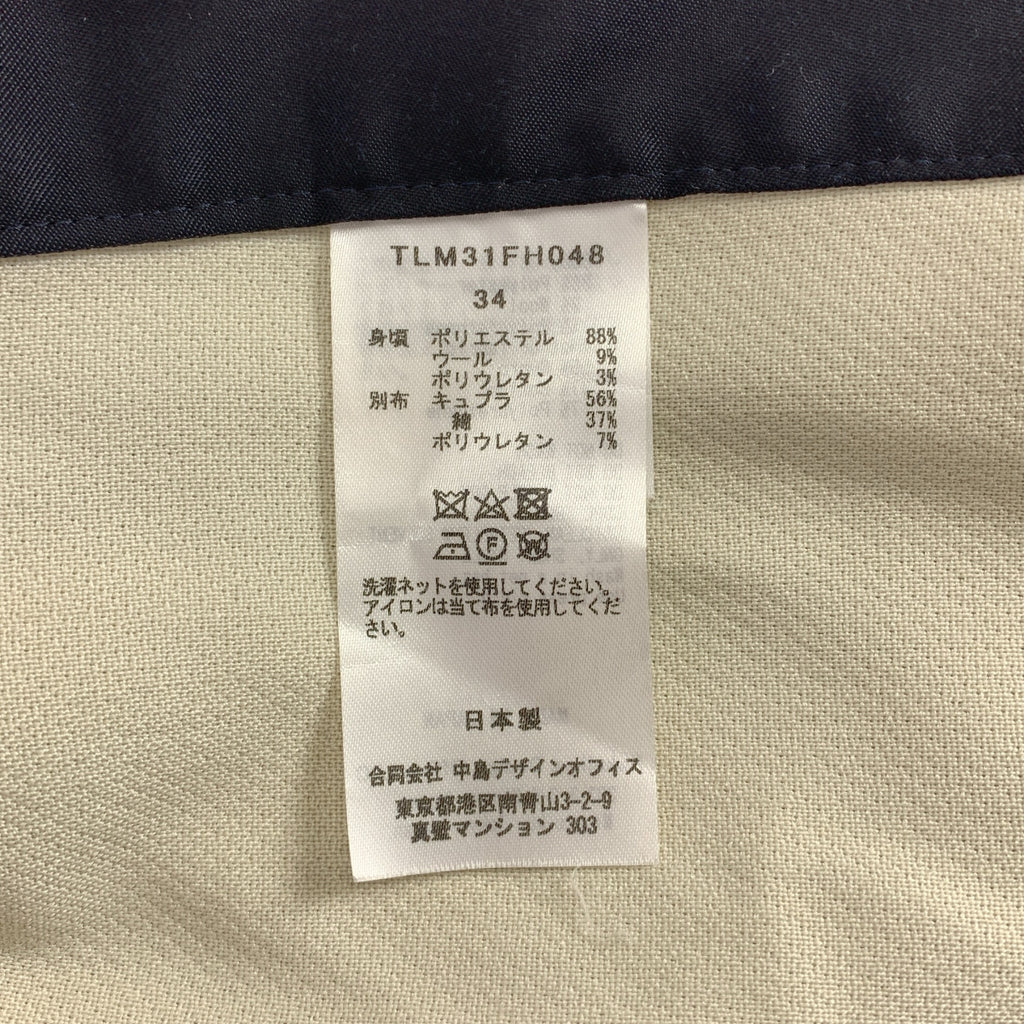 TLM31FH048
34
身頃 ポリエステル 88%
ウール 9%
ポリウレタン 3%
別布 キュプラ 56%
綿 37%
ポリウレタン 7%
F
W
洗濯ネットを使用してください。
アイロンは当て布を使用してくだ
さい。
日本製
合同会社 中島デザインオフィス
東京都港区南青山3-2-9
真雅マンション 303